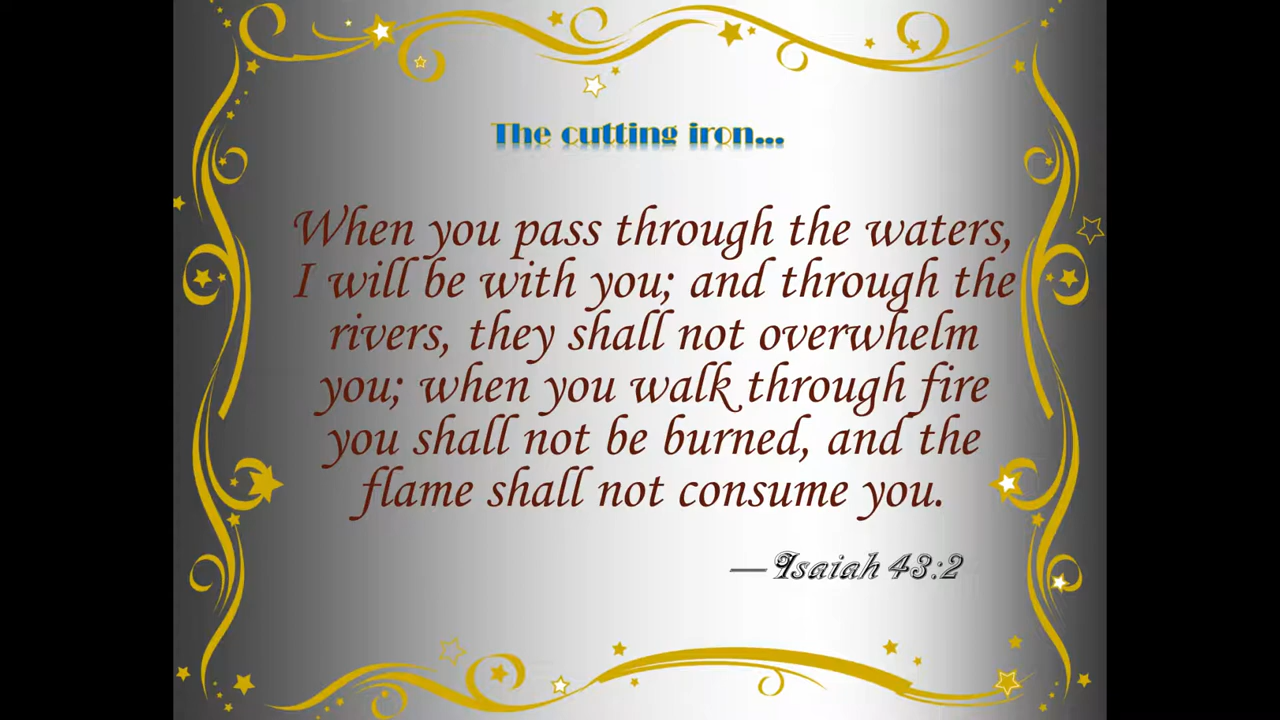 The cutting iron...
When you pass through the waters,
I will be with you; and through the
rivers, they shall not overwhelm
you; when you walk through fire
you shall not be burned, and the
flame shall not consume you.
—Isaiah 43:2